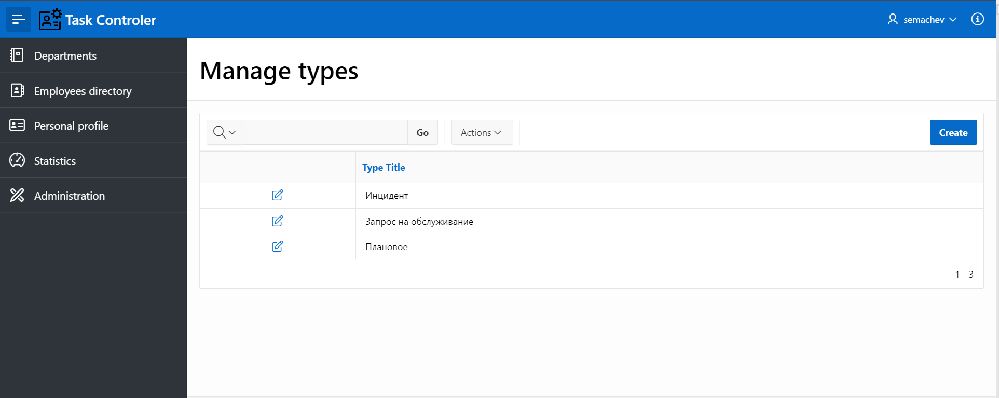 Task Controler
semachev
Departments
Employees directory
Personal profile
Statistics
Administration
Manage types
Go
Actions
Create
Type Title
Инцидент
Запрос на обслуживание
Плановое
1 - 3